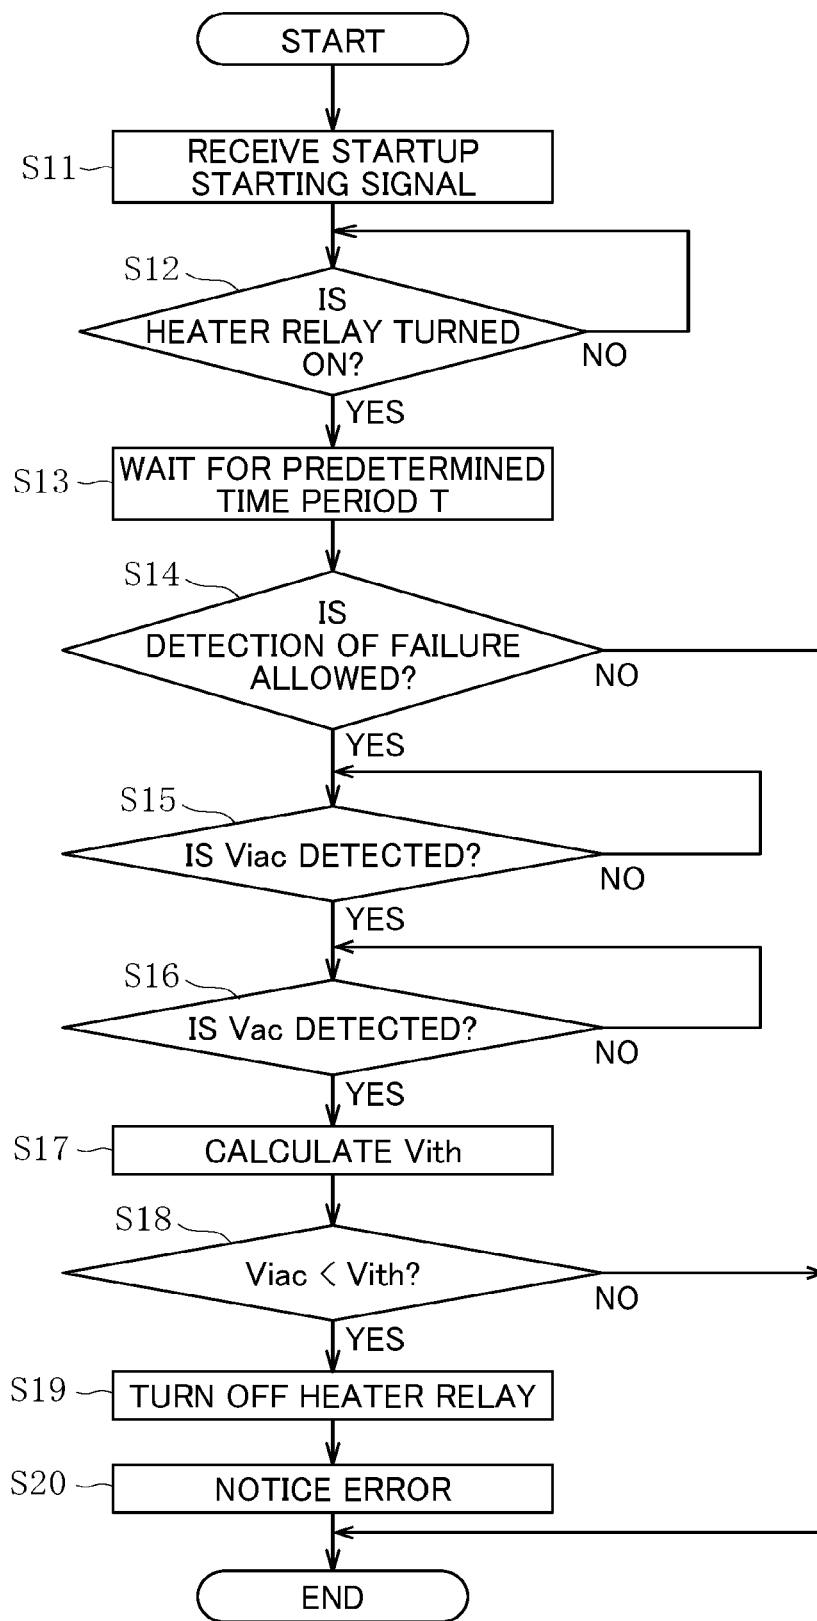 START
S11
RECEIVE STARTUP
STARTING SIGNAL
S12
IS
HEATER RELAY TURNED
ON?
NO
YES
S13
WAIT FOR PREDETERMINED
TIME PERIOD T
S14
IS
DETECTION OF FAILURE
ALLOWED?
NO
YES
S15
IS Viac DETECTED?
NO
YES
S16
IS Vac DETECTED?
NO
YES
S17
CALCULATE Vith
S18
Viac < Vith?
NO
YES
S19
TURN OFF HEATER RELAY
S20
NOTICE ERROR
END